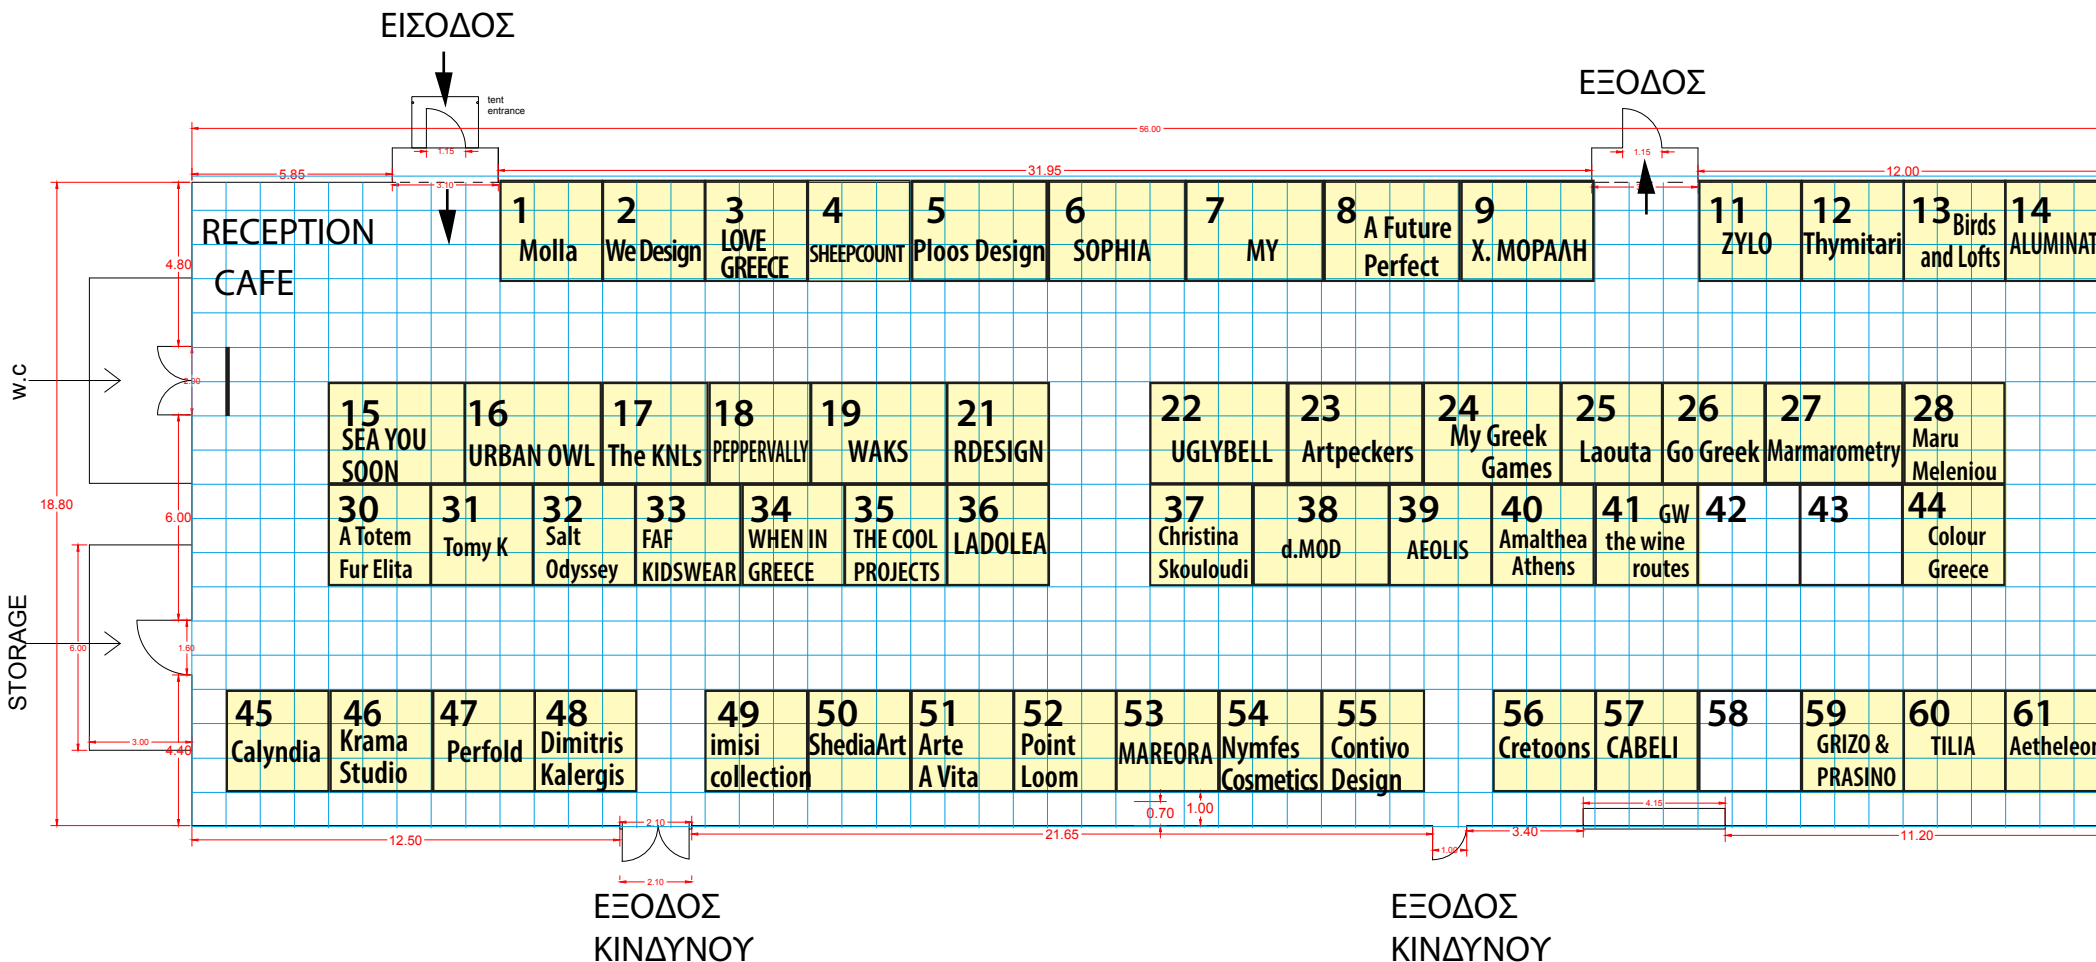 ΕΙΣΟΔΟΣ
ΕΞΟΔΟΣ
tent
entrance
56.00
1.15
1.15
5.85
3.10
31.95
12.00
RECEPTION
CAFE
4.80
1
Molla
2
We Design
3
LOVE
GREECE
4
SHEEPCOUNT
5
Ploos Design
6
SOPHIA
7
MY
8
A Future
Perfect
9
Χ. ΜΟΡΑΛΗ
11
ZYLO
12
Thymitari
13
Birds
and Lofts
14
ALUMINAT
w.c
18.80
6.00
15
SEA YOU
SOON
16
URBAN OWL
17
The KNLs
18
PEPPERVALLY
19
WAKS
21
RDESIGN
22
UGLYBELL
23
Artpeckers
24
My Greek
Games
25
Laouta
26
Go Greek
27
Marmarometry
28
Maru
Meleniou
30
A Totem
Fur Elita
31
Tomy K
32
Salt
Odyssey
33
FAF
KIDSWEAR
34
WHEN IN
GREECE
35
THE COOL
PROJECTS
36
LADOLEA
37
Christina
Skouloudi
38
d.MOD
39
AEOLIS
40
Amalthea
Athens
41 GW
the wine
routes
42
43
44
Colour
Greece
STORAGE
6.00
1.60
3.00
4.40
45
Calyndia
46
Krama
Studio
47
Perfold
48
Dimitris
Kalergis
49
imisi
collection
50
ShediaArt
51
Arte
A Vita
52
Point
Loom
53
MAREORA
54
Nymfes
Cosmetics
55
Contivo
Design
56
Cretoons
57
CABELI
58
59
GRIZO &
PRASINO
60
TILIA
61
Aetheleon
0.70
1.00
4.15
12.50
2.10
21.65
1.00
3.40
11.20
2.10
ΕΞΟΔΟΣ
ΚΙΝΔΥΝΟΥ
ΕΞΟΔΟΣ
ΚΙΝΔΥΝΟΥ